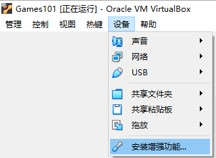 Games101 [正在运行] - Oracle VM VirtualBox
管理 控制 视图 热键 设备 帮助
声音
网络
USB
共享文件夹
共享粘贴板
拖放
安装增强功能...